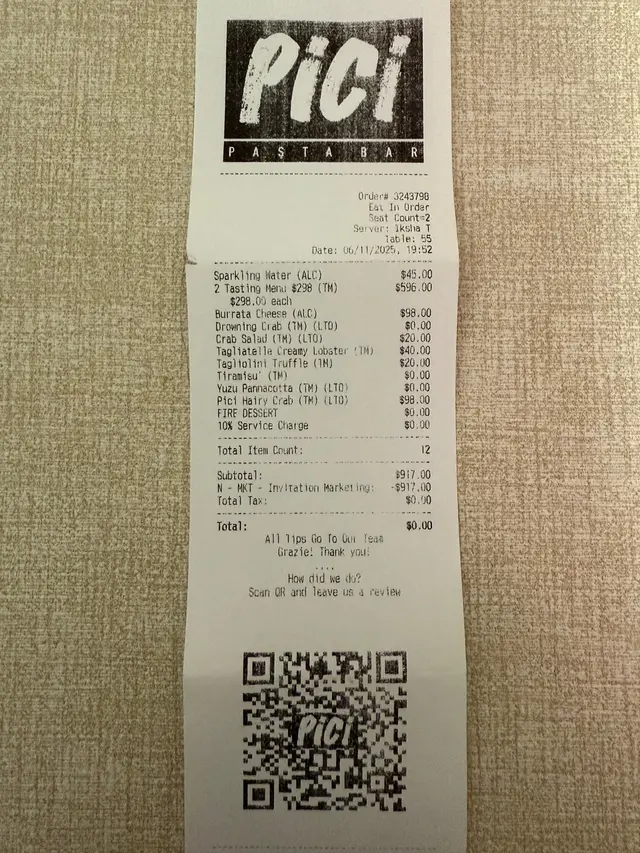 PiCi
PASTA BAR
Order# 3243798
Eat In Order
Seat Count=2
Server: Iksha T
Table: 55
Date: 06/11/2025, 19:52
Sparkling Water (ALC) $45.00
2 Tasting Menu $298 (TM) $596.00
$298.00 each
Burrata Cheese (ALC) $98.00
Drowning Crab (TM) (LTO) $0.00
Crab Salad (TM) (LTO) $20.00
Tagliatelle Creamy Lobster (TM) $40.00
Tagliolini Truffle (TM) $20.00
Tiramisu' (TM) $0.00
Yuzu Pannacotta (TM) (LTO) $0.00
Pici Hairy Crab (TM) (LTO) $98.00
FIRE DESSERT $0.00
10% Service Charge $0.00
Total Item Count: 12
Subtotal: $917.00
N - MKT - Invitation Marketing: -$917.00
Total Tax: $0.00
Total: $0.00
All Tips Go To Our Team
Grazie! Thank you!
....
How did we do?
Scan QR and leave us a review
PiCi